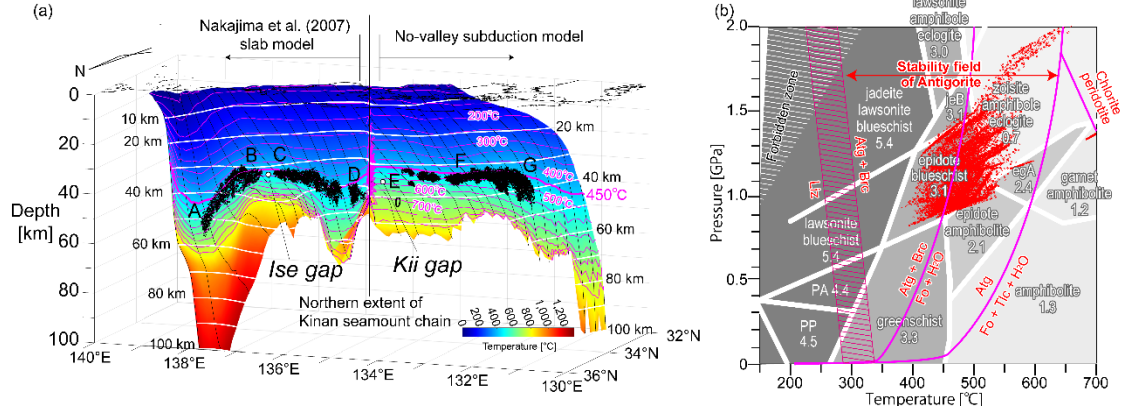 (a)
Nakajima et al. (2007)
slab model
No-valley subduction model
N
0
20
40
60
80
100
Depth
[km]
10 km
20 km
40 km
60 km
80 km
100 km
200℃
300℃
400℃
450℃
500℃
600℃
700℃
20 km
40 km
60 km
80 km
100 km
A
B
C
D
E
F
G
Ise gap
Kii gap
Northern extent of
Kinan seamount chain
0
200
400
600
800
1000
1200
Temperature [℃]
140°E
138°E
136°E
134°E
132°E
130°E
32°N
34°N
36°N
(b)
Pressure [GPa]
2.0
1.5
1.0
0.5
0
200
300
400
500
600
700
Temperature [℃]
Forbidden zone
lawsonite
amphibole
eclogite
3.0
Stability field
of Antigorite
jadeite
lawsonite
blueschist
5.4
jeB
3.1
zoisite
amphibole
eclogite
0.7
Chlorite
peridotite
Liz
Atg + Brc
epidote
blueschist
3.1
egA
2.4
garnet
amphibolite
1.2
lawsonite
blueschist
5.4
epidote
amphibolite
2.1
PA 4.4
PP
4.5
greenschist
3.3
Atg + Brc
Fo + H₂O
Atg
Fo + Tlc + H₂O
amphibolite
1.3